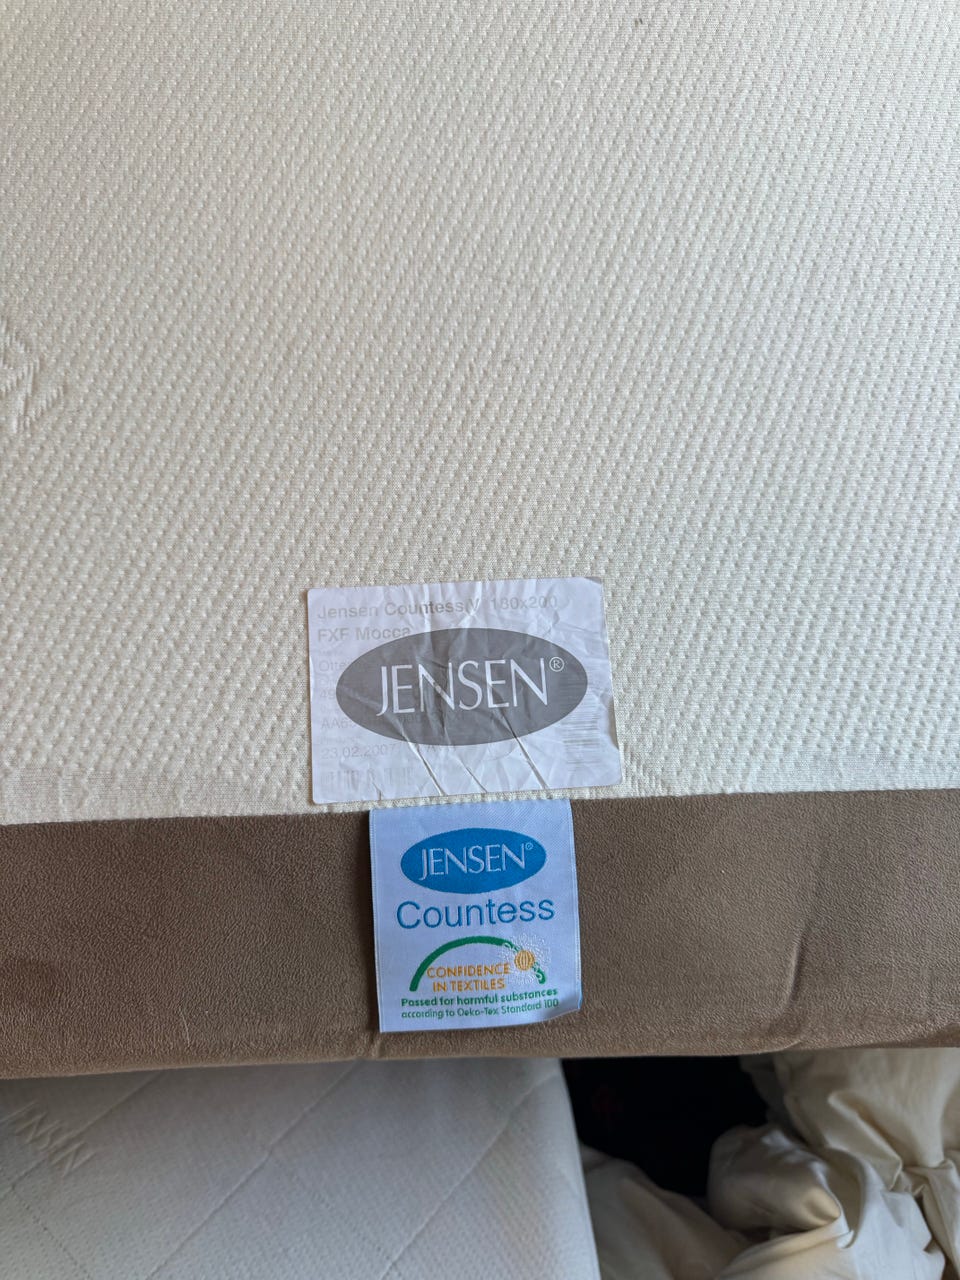 Jensen Countess 180x200
FXF Mocca
JENSEN®
23.02.2007
JENSEN®
Countess
CONFIDENCE
IN TEXTILES
Passed for harmful substances
according to Oeko-Tex Standard 100